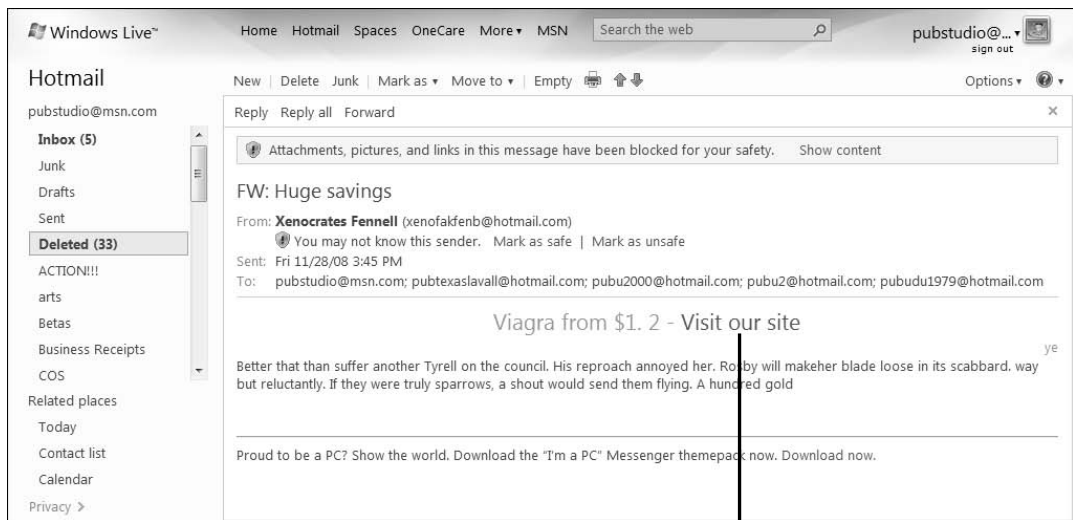 Windows Live™
Home Hotmail Spaces OneCare More MSN
Search the web
pubstudio@...
sign out
Hotmail
New | Delete Junk | Mark as Move to | Empty
Options
pubstudio@msn.com
Inbox (5)
Junk
Drafts
Sent
Deleted (33)
ACTION!!!
arts
Betas
Business Receipts
COS
Related places
Today
Contact list
Calendar
Privacy
Reply Reply all Forward
Attachments, pictures, and links in this message have been blocked for your safety. Show content
FW: Huge savings
From: Xenocrates Fennell (xenofakfenb@hotmail.com)
You may not know this sender. Mark as safe | Mark as unsafe
Sent: Fri 11/28/08 3:45 PM
To: pubstudio@msn.com; pubtexaslavall@hotmail.com; pubu2000@hotmail.com; pubu2@hotmail.com; pubudu1979@hotmail.com
Viagra from $1. 2 - Visit our site
ye
Better that than suffer another Tyrell on the council. His reproach annoyed her. Rosby will makeher blade loose in its scabbard. way
but reluctantly. If they were truly sparrows, a shout would send them flying. A hundred gold
Proud to be a PC? Show the world. Download the "I'm a PC" Messenger themepack now. Download now.